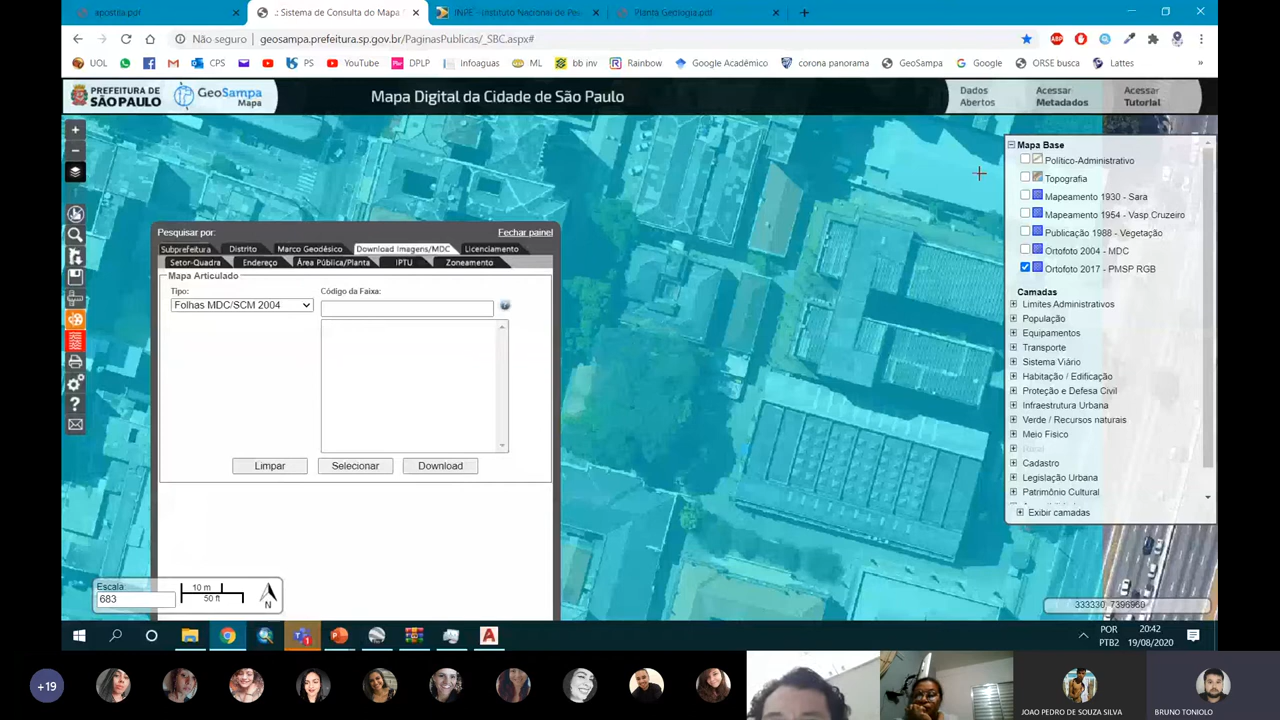 apostila.pdf
.: Sistema de Consulta do Mapa
INPE - Instituto Nacional de Pes
Planta Geologia.pdf
Não seguro
geosampa.prefeitura.sp.gov.br/PaginasPublicas/_SBC.aspx#
UOL
CPS
PS
YouTube
DPLP
Infoaguas
ML
bb inv
Rainbow
Google Acadêmico
corona panorama
GeoSampa
Google
ORSE busca
Lattes
»
PREFEITURA DE
SÃO PAULO
GeoSampa
Mapa
Mapa Digital da Cidade de São Paulo
Dados
Abertos
Acessar
Metadados
Acessar
Tutorial
Mapa Base
Político-Administrativo
Topografia
Mapeamento 1930 - Sara
Mapeamento 1954 - Vasp Cruzeiro
Publicação 1988 - Vegetação
Ortofoto 2004 - MDC
Ortofoto 2017 - PMSP RGB
Camadas
Limites Administrativos
População
Equipamentos
Transporte
Sistema Viário
Habitação / Edificação
Proteção e Defesa Civil
Infraestrutura Urbana
Verde / Recursos naturais
Meio Fisico
Rural
Cadastro
Legislação Urbana
Patrimônio Cultural
Exibir camadas
Pesquisar por:
Fechar painel
Subprefeitura
Distrito
Marco Geodésico
Download Imagens/MDC
Licenciamento
Setor-Quadra
Endereço
Área Pública/Planta
IPTU
Zoneamento
Mapa Articulado
Tipo:
Código da Faixa:
Folhas MDC/SCM 2004
Limpar
Selecionar
Download
Escala:
683
10 m
50 ft
N
333330, 7396960
POR
PTB2
20:42
19/08/2020
+19
JOAO PEDRO DE SOUZA SILVA
BRUNO TONIOLO